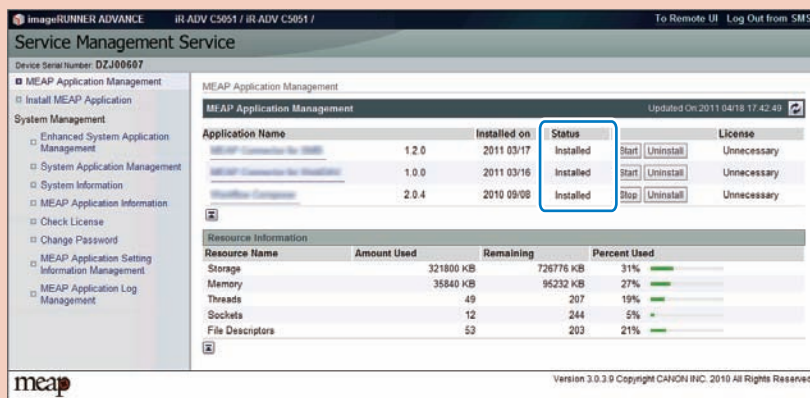 imageRUNNER ADVANCE iR-ADV C5051 / iR-ADV C5051 / To Remote UI Log Out from SMS
Service Management Service
Device Serial Number: DZJ00607
MEAP Application Management
Install MEAP Application
System Management
Enhanced System Application
Management
System Application Management
System Information
MEAP Application Information
Check License
Change Password
MEAP Application Setting
Information Management
MEAP Application Log
Management
MEAP Application Management
MEAP Application Management Updated On:2011 04/18 17:42:49
Application Name Installed on Status License
1.2.0 2011 03/17 Installed Start Uninstall Unnecessary
1.0.0 2011 03/16 Installed Start Uninstall Unnecessary
2.0.4 2010 09/08 Installed Stop Uninstall Unnecessary
Resource Information
Resource Name Amount Used Remaining Percent Used
Storage 321800 KB 726776 KB 31%
Memory 35840 KB 95232 KB 27%
Threads 49 207 19%
Sockets 12 244 5%
File Descriptors 53 203 21%
meap Version 3.0.3.9 Copyright CANON INC. 2010 All Rights Reserved